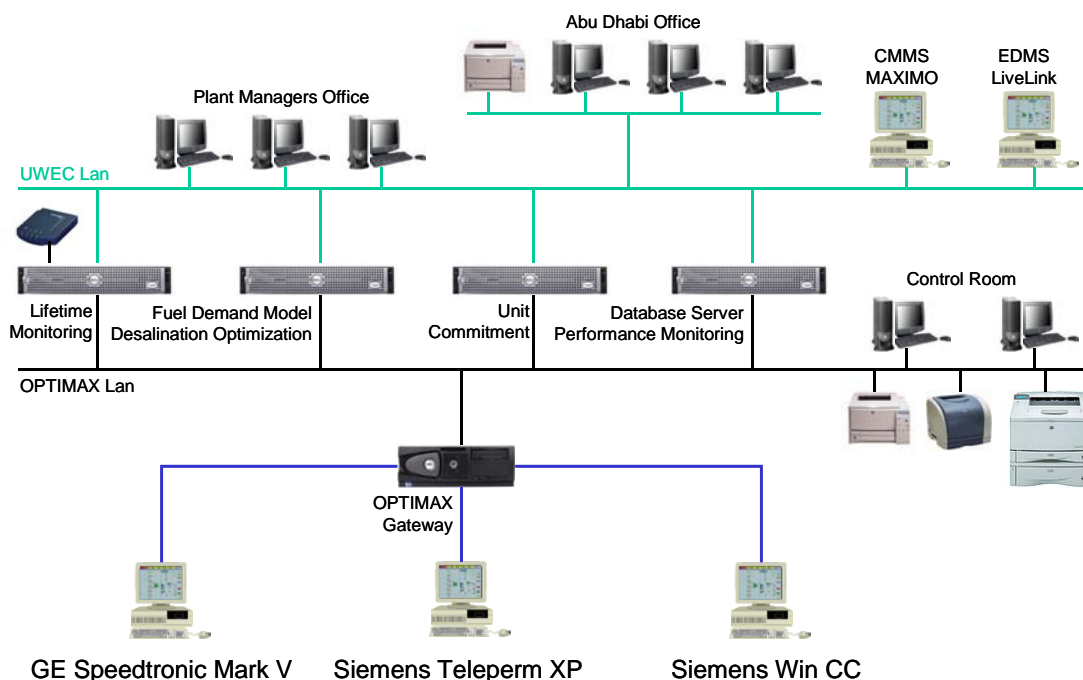 Abu Dhabi Office
CMMS
MAXIMO
EDMS
LiveLink
Plant Managers Office
UWEC Lan
Control Room
Lifetime
Monitoring
Fuel Demand Model
Desalination Optimization
Unit
Commitment
Database Server
Performance Monitoring
OPTIMAX Lan
OPTIMAX
Gateway
GE Speedtronic Mark V
Siemens Teleperm XP
Siemens Win CC